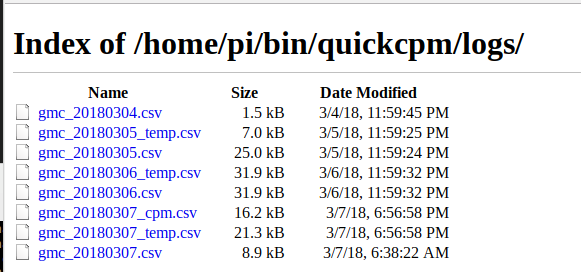 Index of /home/pi/bin/quickcpm/logs/
Name Size Date Modified
gmc_20180304.csv 1.5 kB 3/4/18, 11:59:45 PM
gmc_20180305_temp.csv 7.0 kB 3/5/18, 11:59:25 PM
gmc_20180305.csv 25.0 kB 3/5/18, 11:59:24 PM
gmc_20180306_temp.csv 31.9 kB 3/6/18, 11:59:32 PM
gmc_20180306.csv 31.9 kB 3/6/18, 11:59:32 PM
gmc_20180307_cpm.csv 16.2 kB 3/7/18, 6:56:58 PM
gmc_20180307_temp.csv 21.3 kB 3/7/18, 6:56:58 PM
gmc_20180307.csv 8.9 kB 3/7/18, 6:38:22 AM